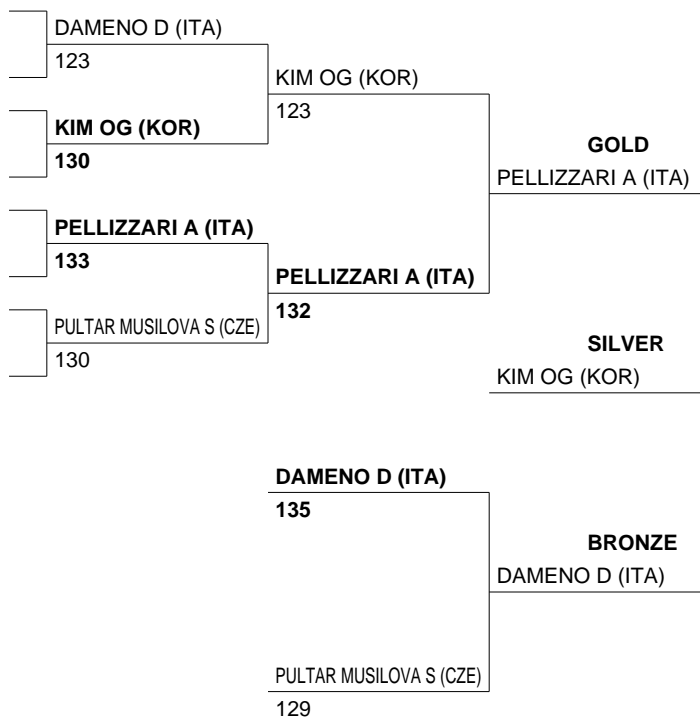 DAMENO D (ITA)
123
KIM OG (KOR)
130
PELLIZZARI A (ITA)
133
PULTAR MUSILOVA S (CZE)
130
KIM OG (KOR)
123
PELLIZZARI A (ITA)
132
GOLD
PELLIZZARI A (ITA)
SILVER
KIM OG (KOR)
DAMENO D (ITA)
135
PULTAR MUSILOVA S (CZE)
129
BRONZE
DAMENO D (ITA)